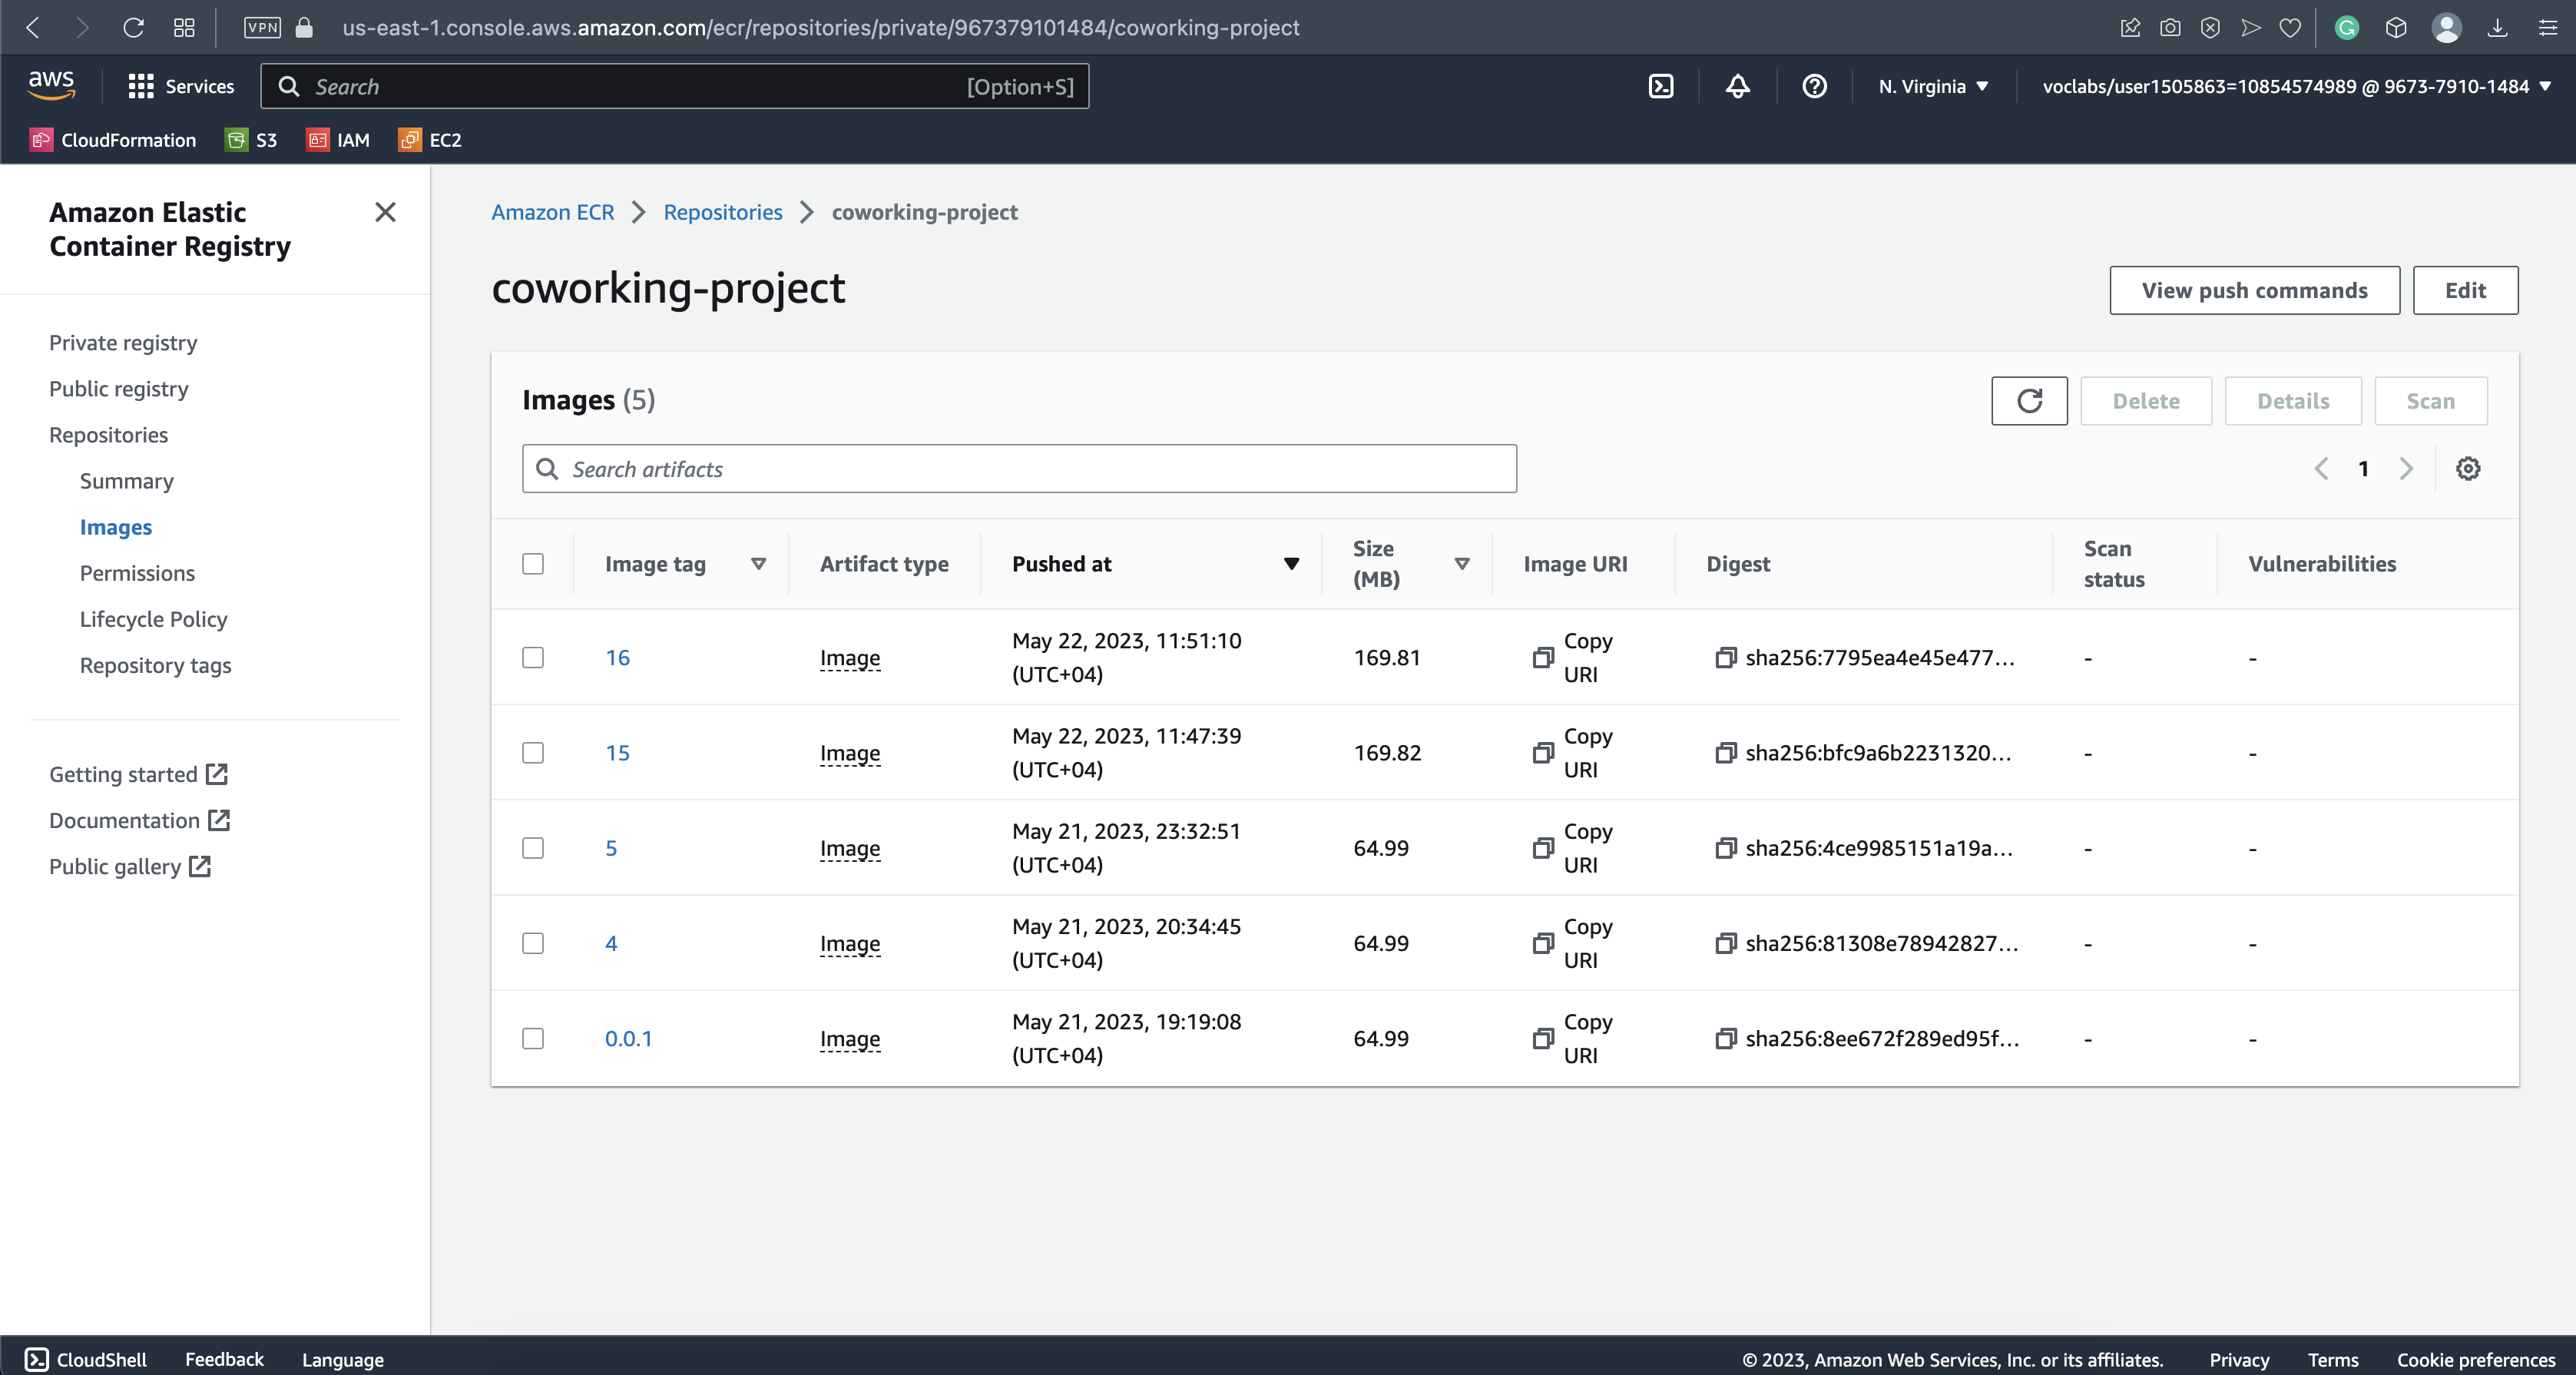 VPN
us-east-1.console.aws.amazon.com/ecr/repositories/private/967379101484/coworking-project
aws
Services
Search
[Option+S]
N. Virginia
voclabs/user1505863=10854574989 @ 9673-7910-1484
CloudFormation
S3
IAM
EC2
Amazon Elastic
Container Registry
Private registry
Public registry
Repositories
Summary
Images
Permissions
Lifecycle Policy
Repository tags
Getting started
Documentation
Public gallery
Amazon ECR
Repositories
coworking-project
coworking-project
View push commands
Edit
Images (5)
Delete
Details
Scan
Search artifacts
1
Image tag
Artifact type
Pushed at
Size
(MB)
Image URI
Digest
Scan
status
Vulnerabilities
16
Image
May 22, 2023, 11:51:10
(UTC+04)
169.81
Copy
URI
sha256:7795ea4e45e477...
-
-
15
Image
May 22, 2023, 11:47:39
(UTC+04)
169.82
Copy
URI
sha256:bfc9a6b2231320...
-
-
5
Image
May 21, 2023, 23:32:51
(UTC+04)
64.99
Copy
URI
sha256:4ce9985151a19a...
-
-
4
Image
May 21, 2023, 20:34:45
(UTC+04)
64.99
Copy
URI
sha256:81308e78942827...
-
-
0.0.1
Image
May 21, 2023, 19:19:08
(UTC+04)
64.99
Copy
URI
sha256:8ee672f289ed95f...
-
-
CloudShell
Feedback
Language
© 2023, Amazon Web Services, Inc. or its affiliates.
Privacy
Terms
Cookie preferences